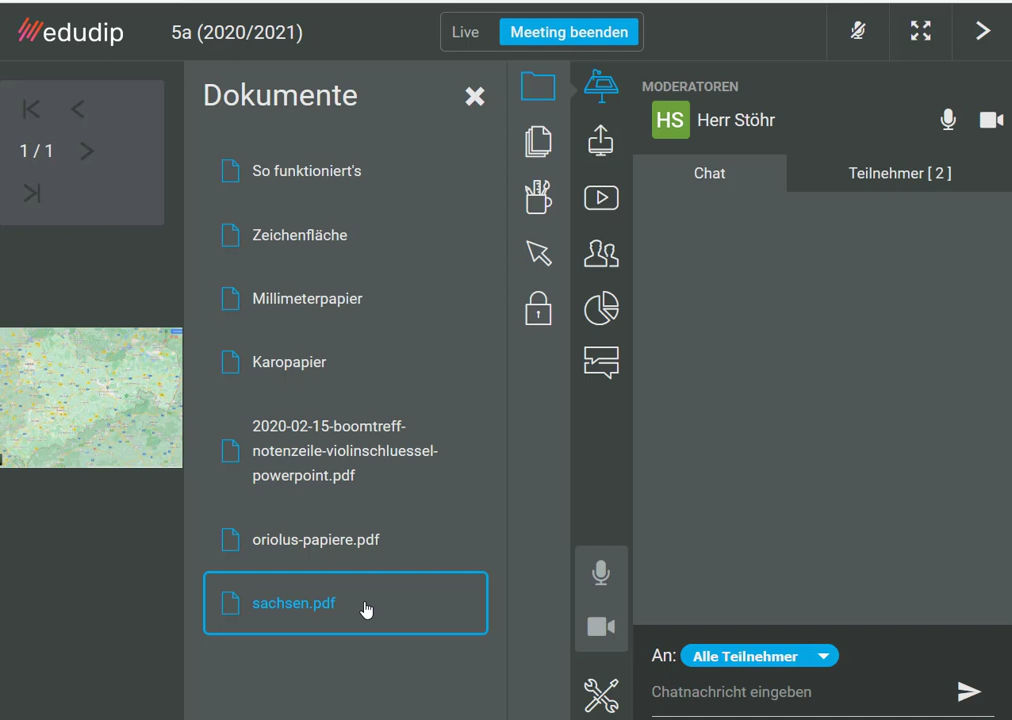 edudip
5a (2020/2021)
Live
Meeting beenden
1 / 1
Dokumente
So funktioniert's
Zeichenfläche
Millimeterpapier
Karopapier
2020-02-15-boomtreff-
notenzeile-violinschluessel-
powerpoint.pdf
oriolus-papiere.pdf
sachsen.pdf
MODERATOREN
HS Herr Stöhr
Chat
Teilnehmer [ 2 ]
An: Alle Teilnehmer
Chatnachricht eingeben